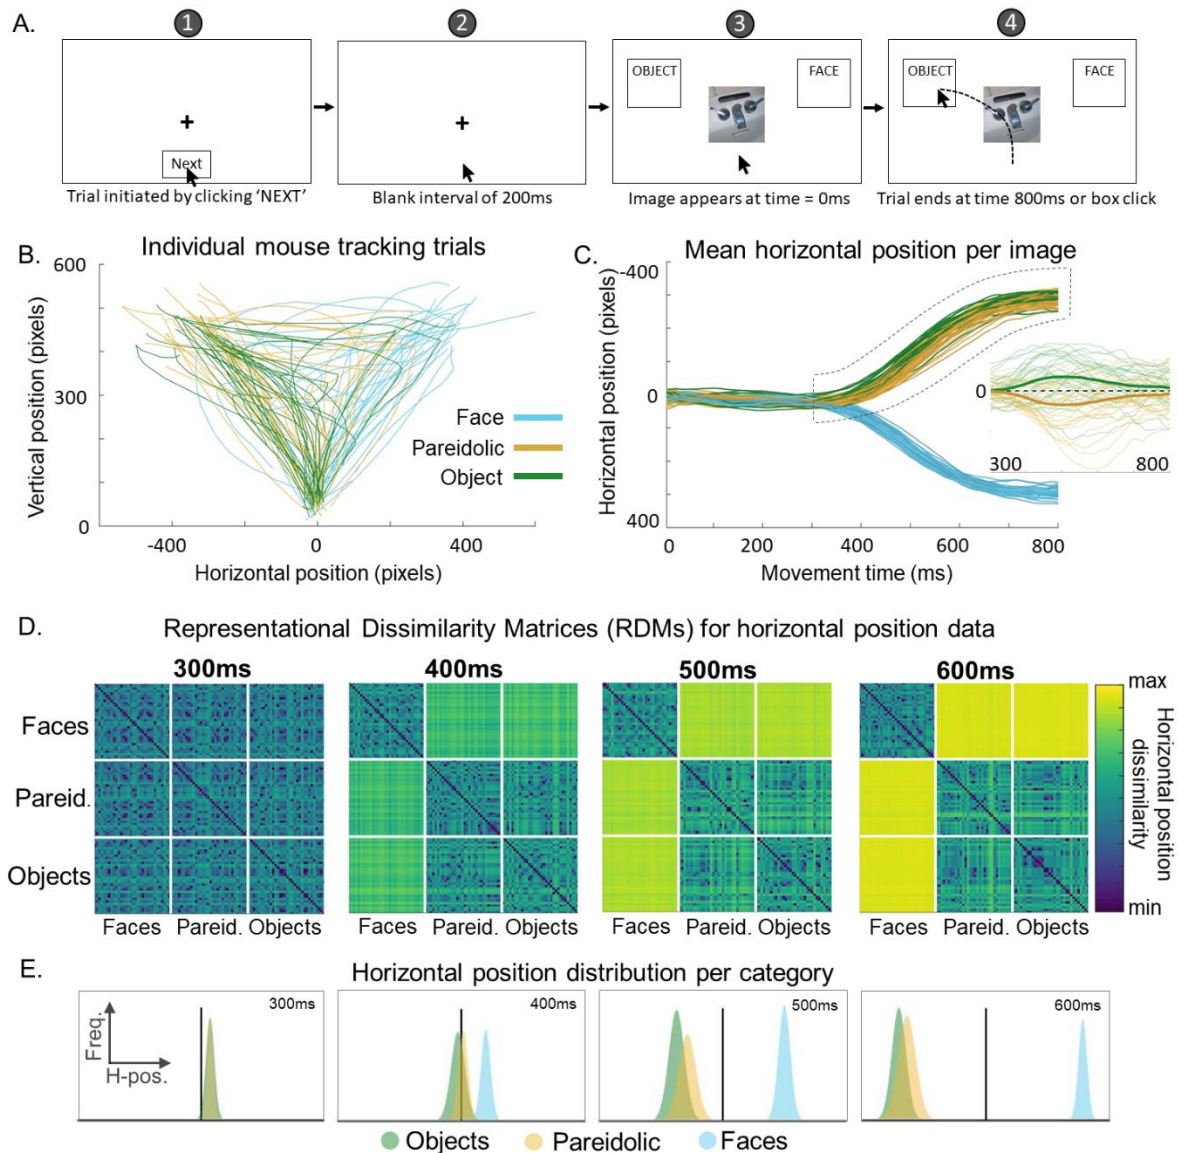 A.
1
2
3
4
Next
OBJECT
FACE
OBJECT
FACE
Trial initiated by clicking 'NEXT'
Blank interval of 200ms
Image appears at time = 0ms
Trial ends at time 800ms or box click
B.
Individual mouse tracking trials
600
300
0
Vertical position (pixels)
-400
0
400
Horizontal position (pixels)
Face
Pareidolic
Object
C.
Mean horizontal position per image
-400
0
400
Horizontal position (pixels)
0
200
400
600
800
Movement time (ms)
0
300
800
D.
Representational Dissimilarity Matrices (RDMs) for horizontal position data
300ms
400ms
500ms
600ms
Faces
Pareid.
Objects
Faces Pareid. Objects
Faces Pareid. Objects
Faces Pareid. Objects
Faces Pareid. Objects
max
min
Horizontal position
dissimilarity
E.
Horizontal position distribution per category
Freq.
H-pos.
300ms
400ms
500ms
600ms
Objects
Pareidolic
Faces